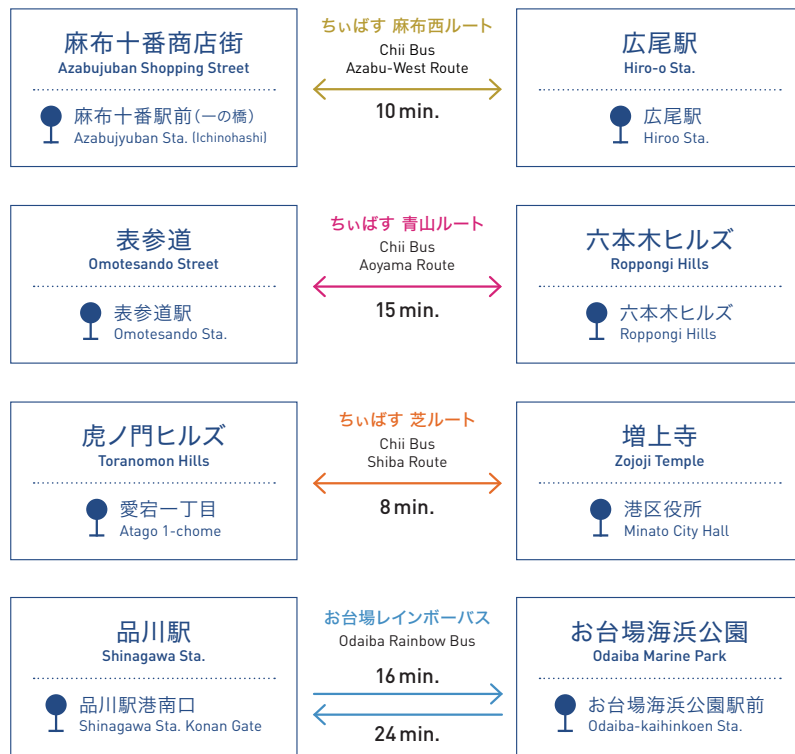 麻布十番商店街
Azabujuban Shopping Street
麻布十番駅前(一の橋)
Azabujyuban Sta. (Ichinohashi)
ちぃばす 麻布西ルート
Chii Bus
Azabu-West Route
10 min.
広尾駅
Hiro-o Sta.
広尾駅
Hiroo Sta.
表参道
Omotesando Street
表参道駅
Omotesando Sta.
ちぃばす 青山ルート
Chii Bus
Aoyama Route
15 min.
六本木ヒルズ
Roppongi Hills
六本木ヒルズ
Roppongi Hills
虎ノ門ヒルズ
Toranomon Hills
愛宕一丁目
Atago 1-chome
ちぃばす 芝ルート
Chii Bus
Shiba Route
8 min.
増上寺
Zojoji Temple
港区役所
Minato City Hall
品川駅
Shinagawa Sta.
品川駅港南口
Shinagawa Sta. Konan Gate
お台場レインボーバス
Odaiba Rainbow Bus
16 min.
24 min.
お台場海浜公園
Odaiba Marine Park
お台場海浜公園駅前
Odaiba-kaihinkoen Sta.